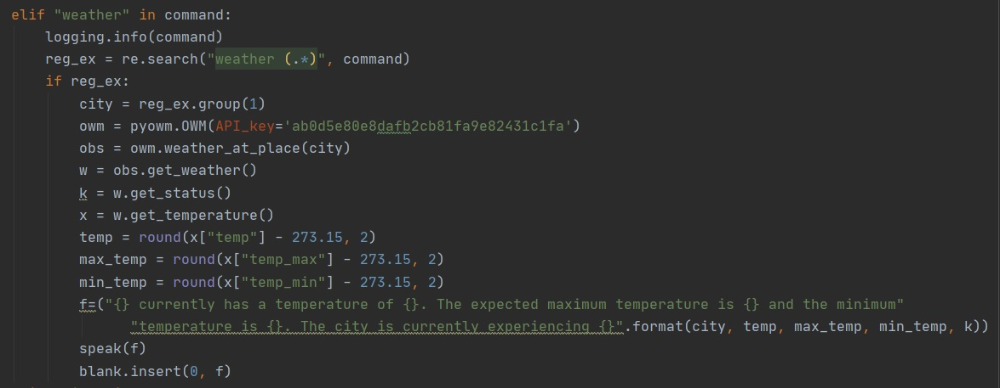 elif "weather" in command:
    logging.info(command)
    reg_ex = re.search("weather (.*)", command)
    if reg_ex:
        city = reg_ex.group(1)
        owm = pyowm.OWM(API_key='ab0d5e80e8dafb2cb81fa9e82431c1fa')
        obs = owm.weather_at_place(city)
        w = obs.get_weather()
        k = w.get_status()
        x = w.get_temperature()
        temp = round(x["temp"] - 273.15, 2)
        max_temp = round(x["temp_max"] - 273.15, 2)
        min_temp = round(x["temp_min"] - 273.15, 2)
        f=("{} currently has a temperature of {}. The expected maximum temperature is {} and the minimum"
              "temperature is {}. The city is currently experiencing {}".format(city, temp, max_temp, min_temp, k))
        speak(f)
        blank.insert(0, f)